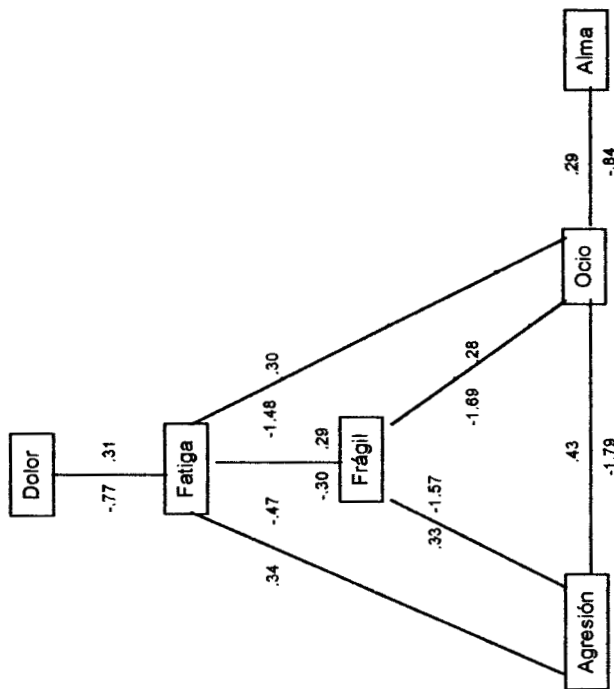 Dolor
-.77
.31
Fatiga
-.47
-1.48
.34
.30
-.30
.29
Frágil
.33
-1.57
-1.69
.28
Agresión
.43
-1.79
Ocio
.29
-.84
Alma